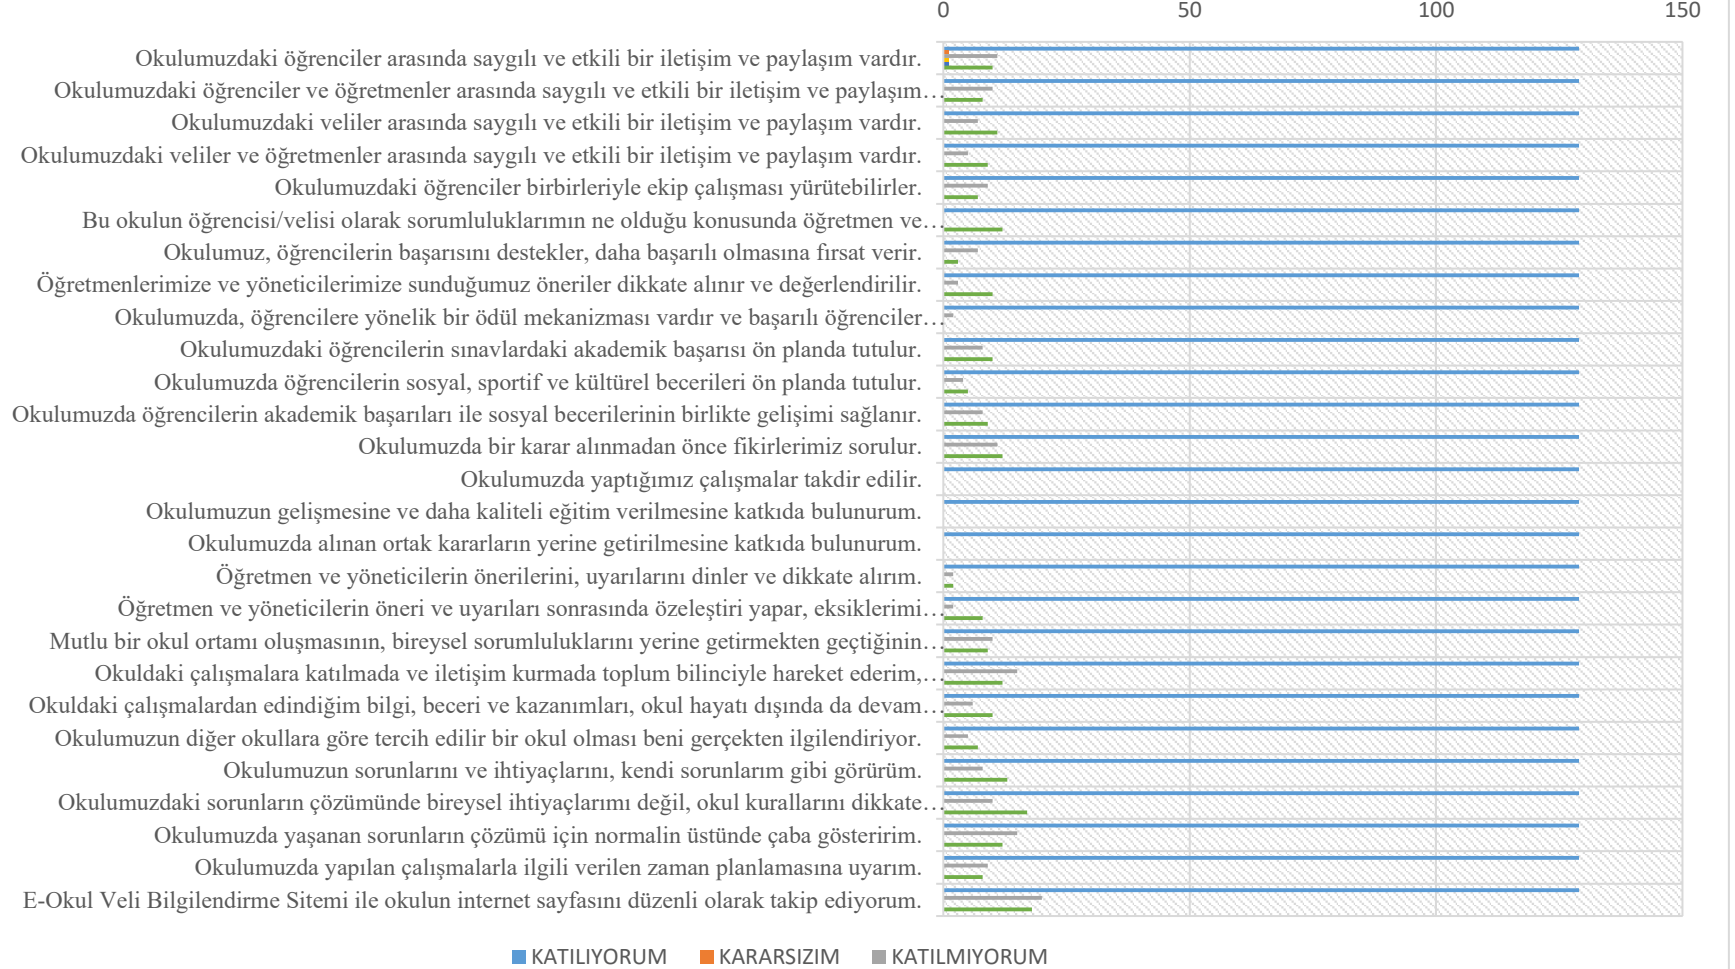 0 50 100 150
Okulumuzdaki öğrenciler arasında saygılı ve etkili bir iletişim ve paylaşım vardır.
Okulumuzdaki öğrenciler ve öğretmenler arasında saygılı ve etkili bir iletişim ve paylaşım…
Okulumuzdaki veliler arasında saygılı ve etkili bir iletişim ve paylaşım vardır.
Okulumuzdaki veliler ve öğretmenler arasında saygılı ve etkili bir iletişim ve paylaşım vardır.
Okulumuzdaki öğrenciler birbirleriyle ekip çalışması yürütebilirler.
Bu okulun öğrencisi/velisi olarak sorumluluklarımın ne olduğu konusunda öğretmen ve…
Okulumuz, öğrencilerin başarısını destekler, daha başarılı olmasına fırsat verir.
Öğretmenlerimize ve yöneticilerimize sunduğumuz öneriler dikkate alınır ve değerlendirilir.
Okulumuzda, öğrencilere yönelik bir ödül mekanizması vardır ve başarılı öğrenciler…
Okulumuzdaki öğrencilerin sınavlardaki akademik başarısı ön planda tutulur.
Okulumuzda öğrencilerin sosyal, sportif ve kültürel becerileri ön planda tutulur.
Okulumuzda öğrencilerin akademik başarıları ile sosyal becerilerinin birlikte gelişimi sağlanır.
Okulumuzda bir karar alınmadan önce fikirlerimiz sorulur.
Okulumuzda yaptığımız çalışmalar takdir edilir.
Okulumuzun gelişmesine ve daha kaliteli eğitim verilmesine katkıda bulunurum.
Okulumuzda alınan ortak kararların yerine getirilmesine katkıda bulunurum.
Öğretmen ve yöneticilerin önerilerini, uyarılarını dinler ve dikkate alırım.
Öğretmen ve yöneticilerin öneri ve uyarıları sonrasında özeleştiri yapar, eksiklerimi…
Mutlu bir okul ortamı oluşmasının, bireysel sorumluluklarını yerine getirmekten geçtiğinin…
Okuldaki çalışmalara katılmada ve iletişim kurmada toplum bilinciyle hareket ederim,…
Okuldaki çalışmalardan edindiğim bilgi, beceri ve kazanımları, okul hayatı dışında da devam…
Okulumuzun diğer okullara göre tercih edilir bir okul olması beni gerçekten ilgilendiriyor.
Okulumuzun sorunlarını ve ihtiyaçlarını, kendi sorunlarım gibi görürüm.
Okulumuzdaki sorunların çözümünde bireysel ihtiyaçlarımı değil, okul kurallarını dikkate…
Okulumuzda yaşanan sorunların çözümü için normalin üstünde çaba gösteririm.
Okulumuzda yapılan çalışmalarla ilgili verilen zaman planlamasına uyarım.
E-Okul Veli Bilgilendirme Sitemi ile okulun internet sayfasını düzenli olarak takip ediyorum.
KATILIYORUM KARARSIZIM KATILMIYORUM